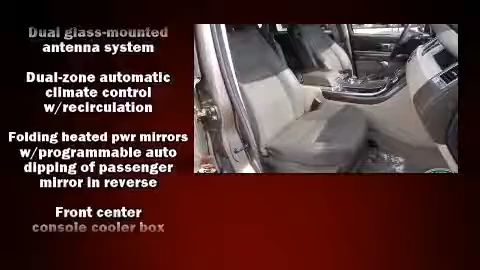 Dual glass-mounted
antenna system
Dual-zone automatic
climate control
w/recirculation
Folding heated pwr mirrors
w/programmable auto
dipping of passenger
mirror in reverse
Front center
console cooler box